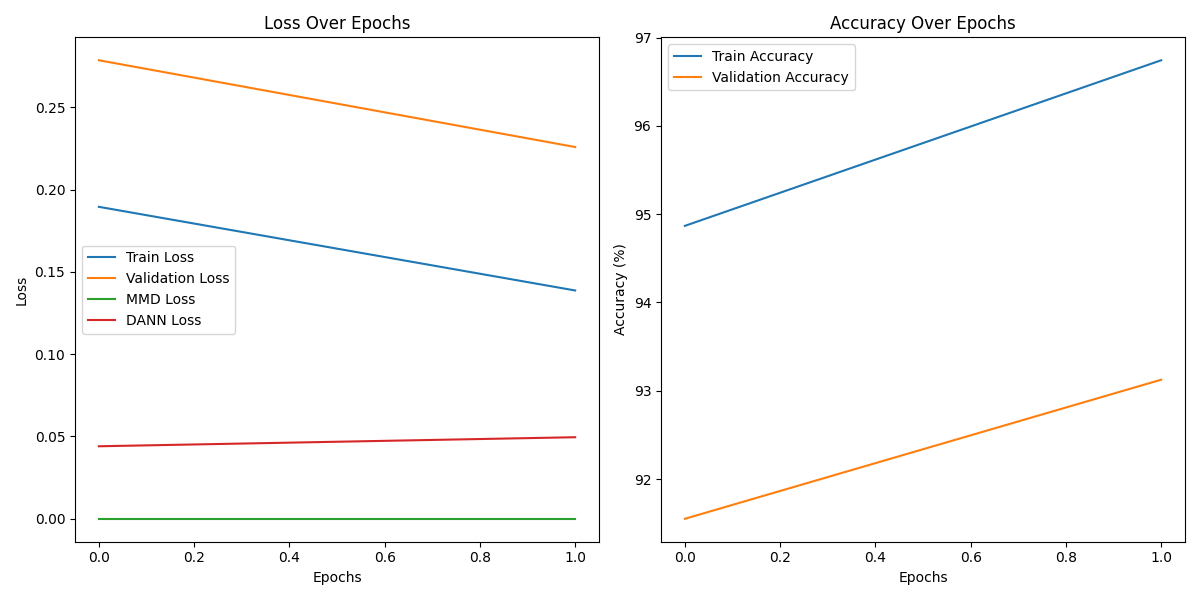 Loss Over Epochs
0.25
0.20
0.15
0.10
0.05
0.00
Loss
Train Loss
Validation Loss
MMD Loss
DANN Loss
0.0 0.2 0.4 0.6 0.8 1.0
Epochs
Accuracy Over Epochs
97
96
95
94
93
92
Accuracy (%)
Train Accuracy
Validation Accuracy
0.0 0.2 0.4 0.6 0.8 1.0
Epochs